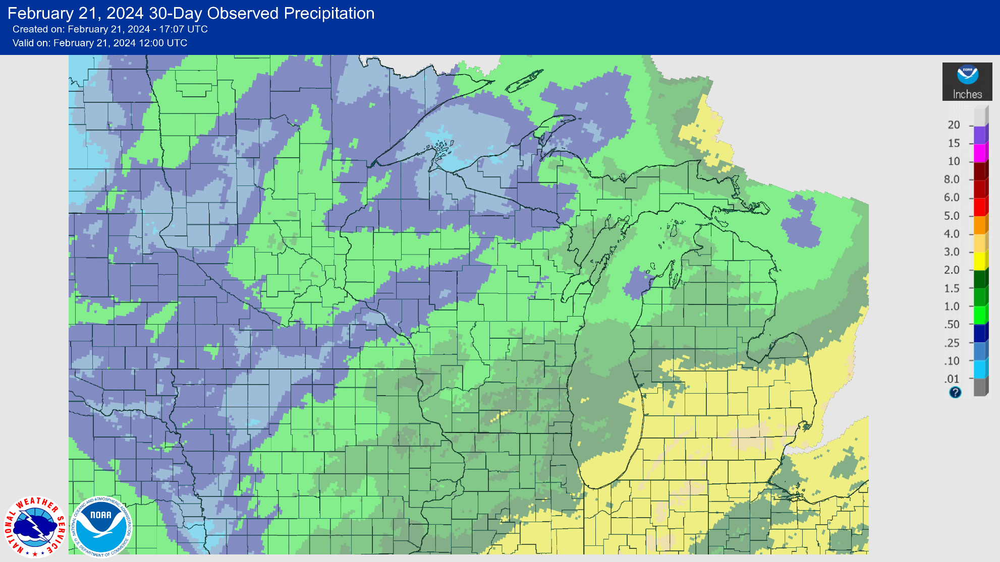 February 21, 2024 30-Day Observed Precipitation
Created on: February 21, 2024 - 17:07 UTC
Valid on: February 21, 2024 12:00 UTC
NOAA
Inches
20
15
10
8.0
6.0
5.0
4.0
3.0
2.0
1.5
1.0
.50
.25
.10
.01
?
NATIONAL WEATHER SERVICE
NATIONAL OCEANIC AND ATMOSPHERIC ADMINISTRATION
NOAA
U.S. DEPARTMENT OF COMMERCE